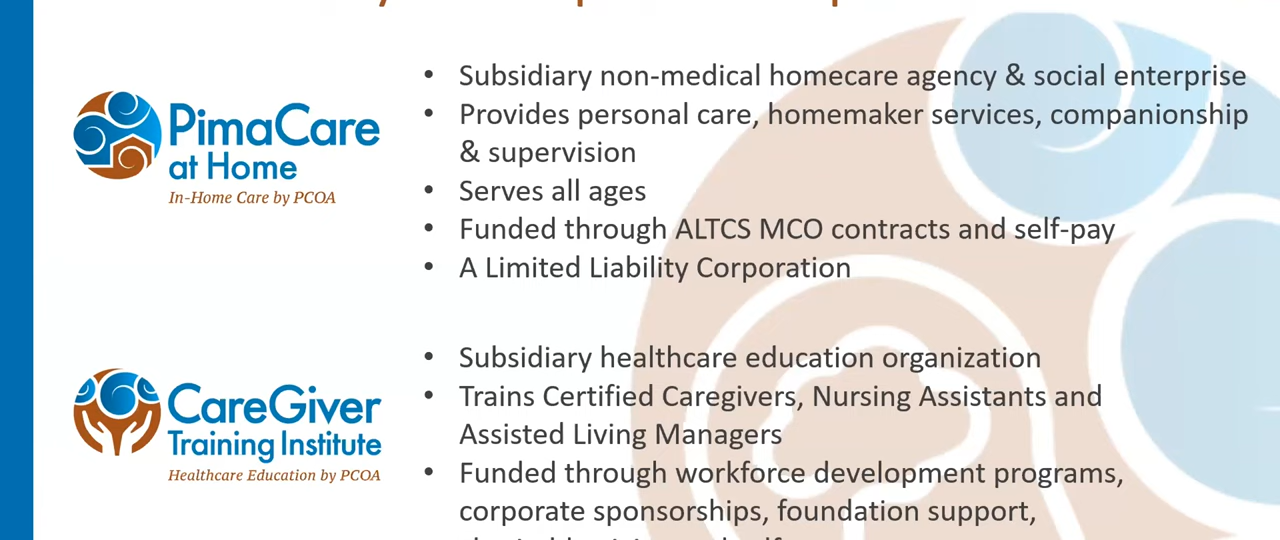 PimaCare
at Home
In-Home Care by PCOA
• Subsidiary non-medical homecare agency & social enterprise
• Provides personal care, homemaker services, companionship
& supervision
• Serves all ages
• Funded through ALTCS MCO contracts and self-pay
• A Limited Liability Corporation
CareGiver
Training Institute
Healthcare Education by PCOA
• Subsidiary healthcare education organization
• Trains Certified Caregivers, Nursing Assistants and
Assisted Living Managers
• Funded through workforce development programs,
corporate sponsorships, foundation support,